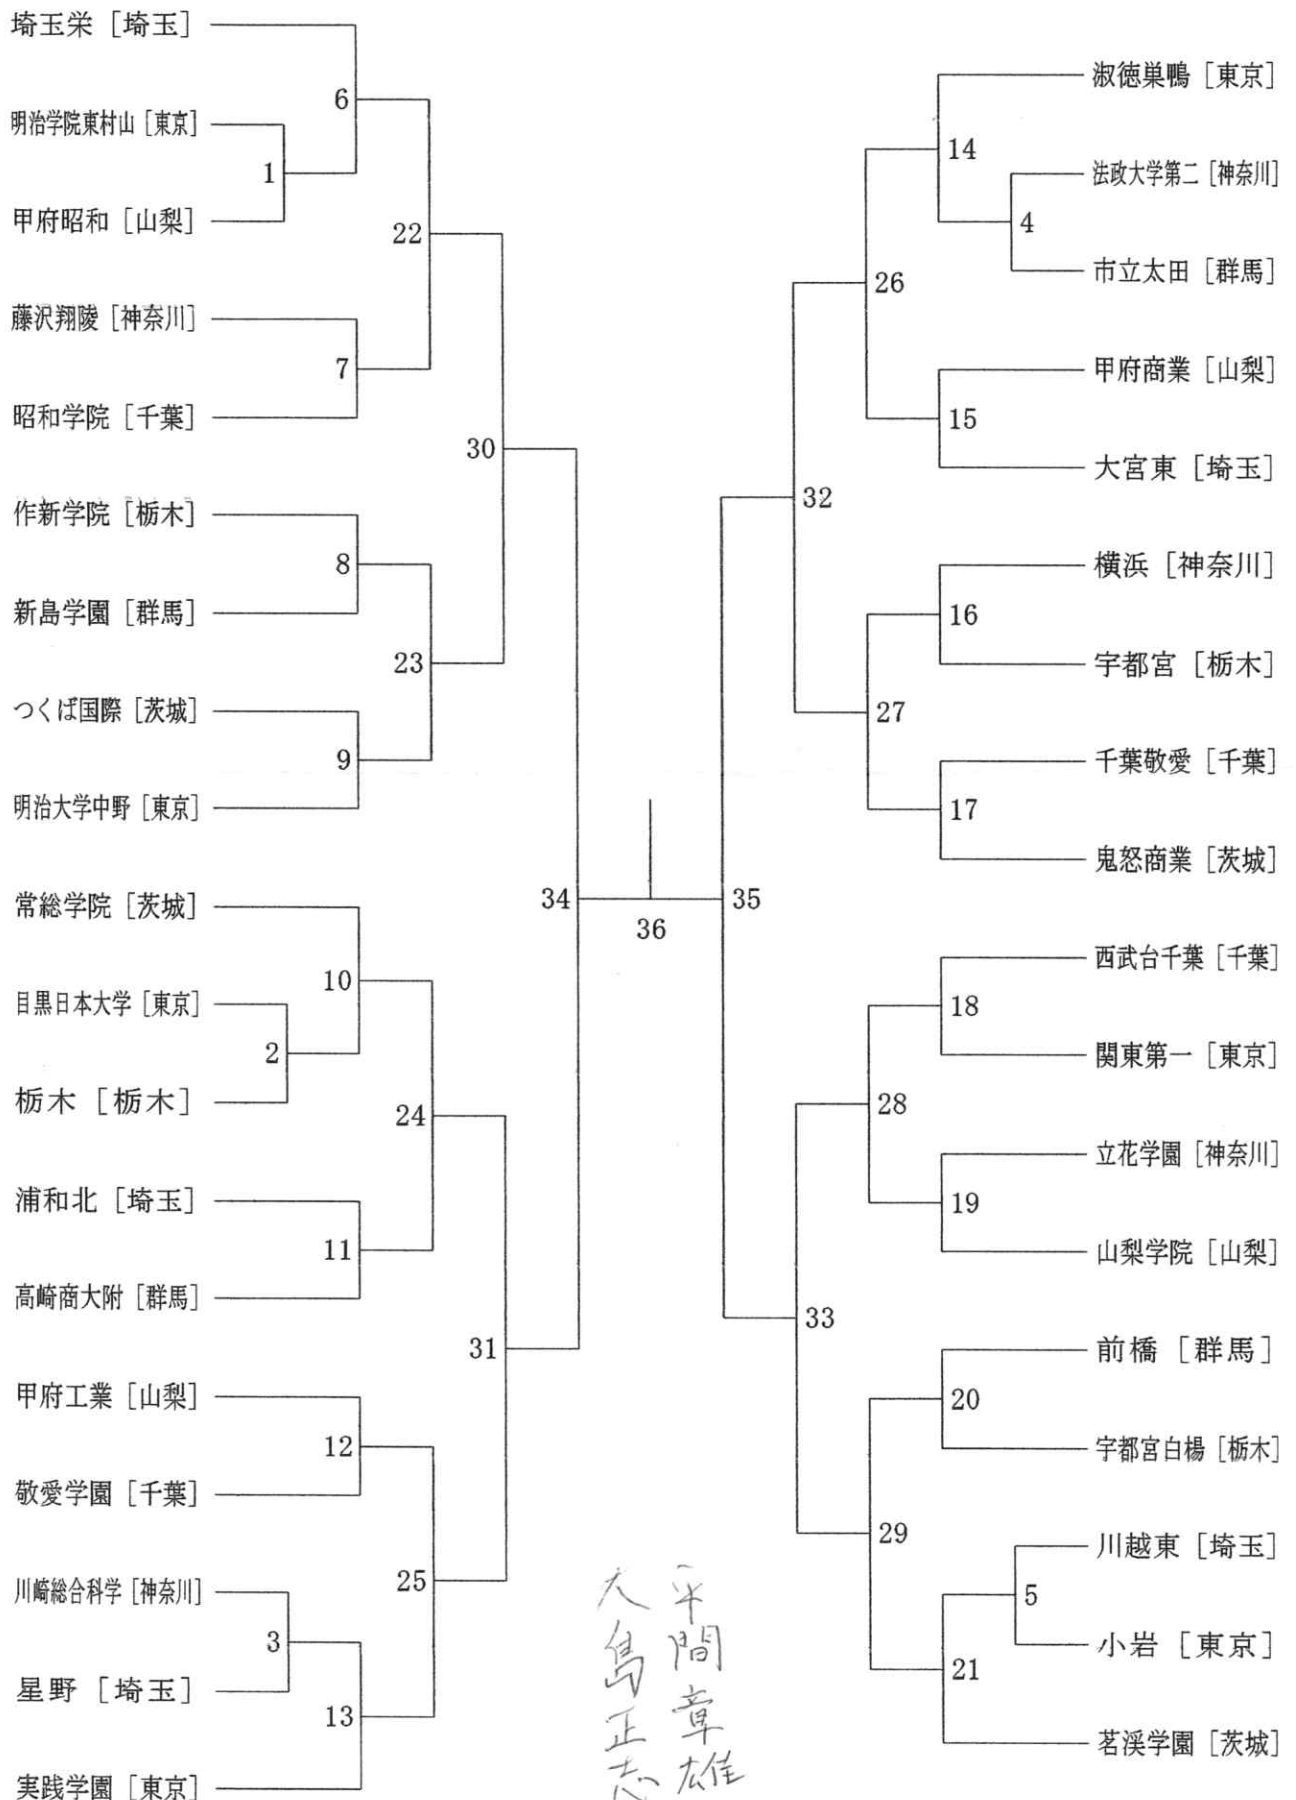 埼玉栄［埼玉］
6
明治学院東村山［東京］
1
甲府昭和［山梨］
22
藤沢翔陵［神奈川］
7
昭和学院［千葉］
30
作新学院［栃木］
8
新島学園［群馬］
23
つくば国際［茨城］
9
明治大学中野［東京］
34
常総学院［茨城］
10
目黒日本大学［東京］
2
栃木［栃木］
24
浦和北［埼玉］
11
高崎商大附［群馬］
31
甲府工業［山梨］
12
敬愛学園［千葉］
25
川崎総合科学［神奈川］
3
星野［埼玉］
13
実践学園［東京］
36
淑徳巣鴨［東京］
14
法政大学第二［神奈川］
4
市立太田［群馬］
26
甲府商業［山梨］
15
大宮東［埼玉］
32
横浜［神奈川］
16
宇都宮［栃木］
27
千葉敬愛［千葉］
17
鬼怒商業［茨城］
35
西武台千葉［千葉］
18
関東第一［東京］
28
立花学園［神奈川］
19
山梨学院［山梨］
33
前橋［群馬］
20
宇都宮白楊［栃木］
29
川越東［埼玉］
5
小岩［東京］
21
茗溪学園［茨城］
平間章雄
大島正志